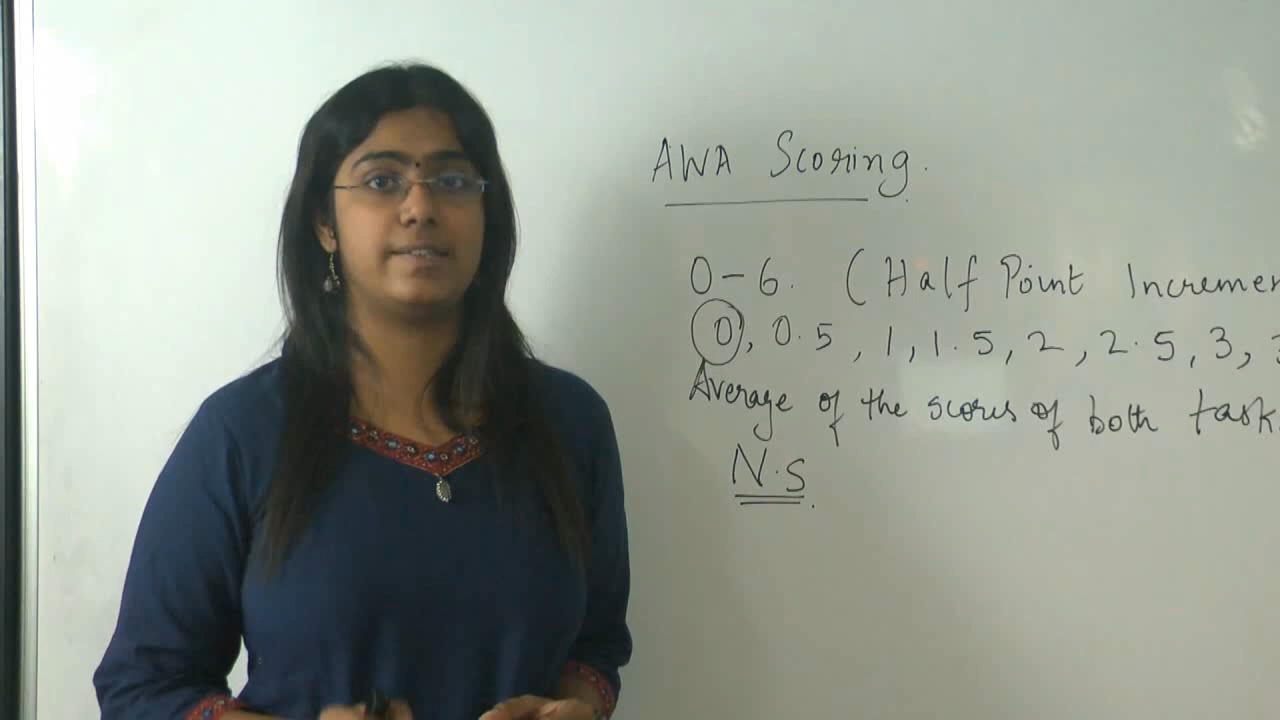 AWA Scoring.
0-6. (Half Point Incremen
0, 0.5, 1, 1.5, 2, 2.5, 3,
Average of the scores of both task
N.S.